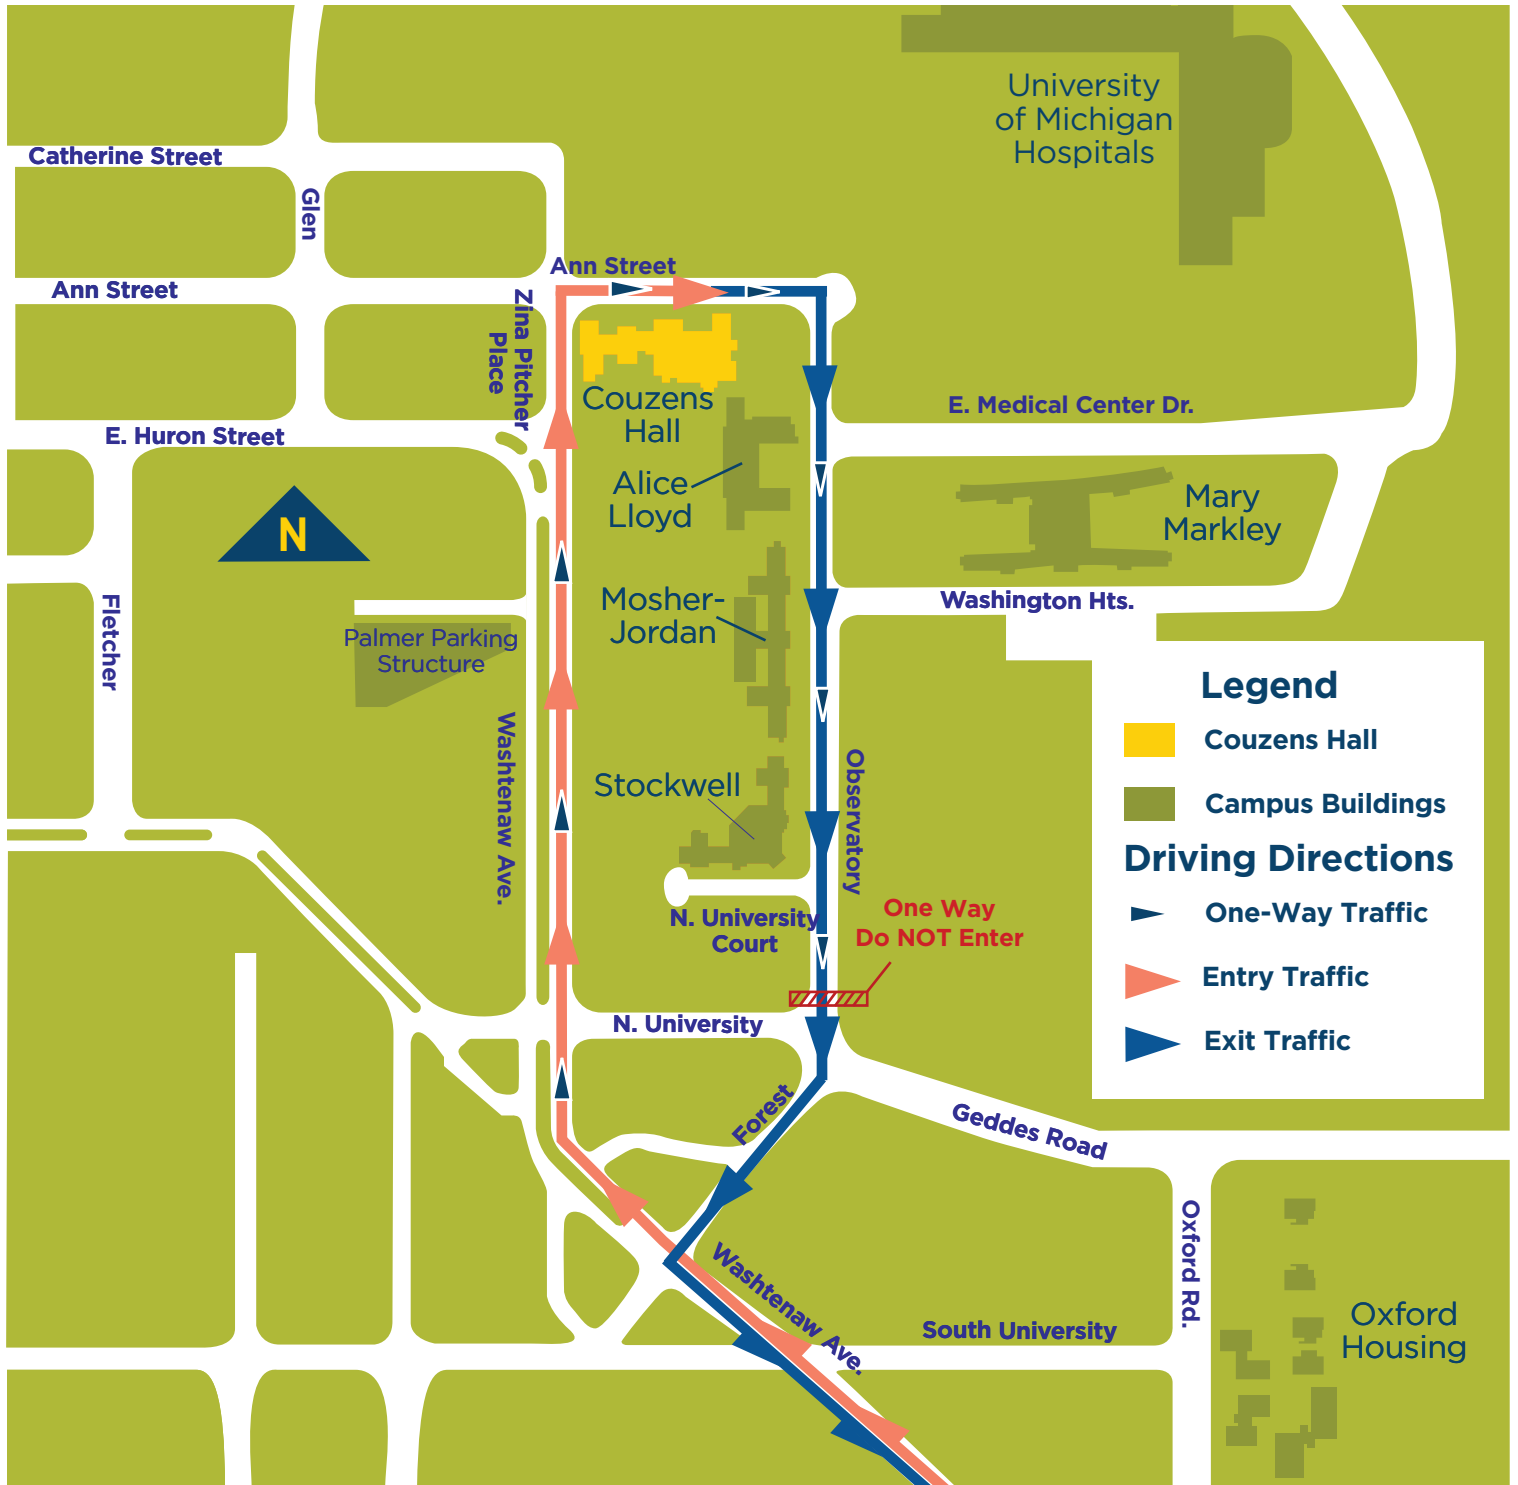 University
of Michigan
Hospitals
Catherine Street
Glen
Ann Street
Ann Street
Zina Pitcher
Place
Couzens
Hall
E. Medical Center Dr.
E. Huron Street
Alice
Lloyd
Mary
Markley
N
Fletcher
Mosher-
Jordan
Washington Hts.
Palmer Parking
Structure
Washtenaw Ave.
Stockwell
Observatory
N. University
Court
One Way
Do NOT Enter
N. University
Legend
Couzens Hall
Campus Buildings
Driving Directions
One-Way Traffic
Entry Traffic
Exit Traffic
Forest
Geddes Road
Oxford Rd.
Washtenaw Ave.
South University
Oxford
Housing